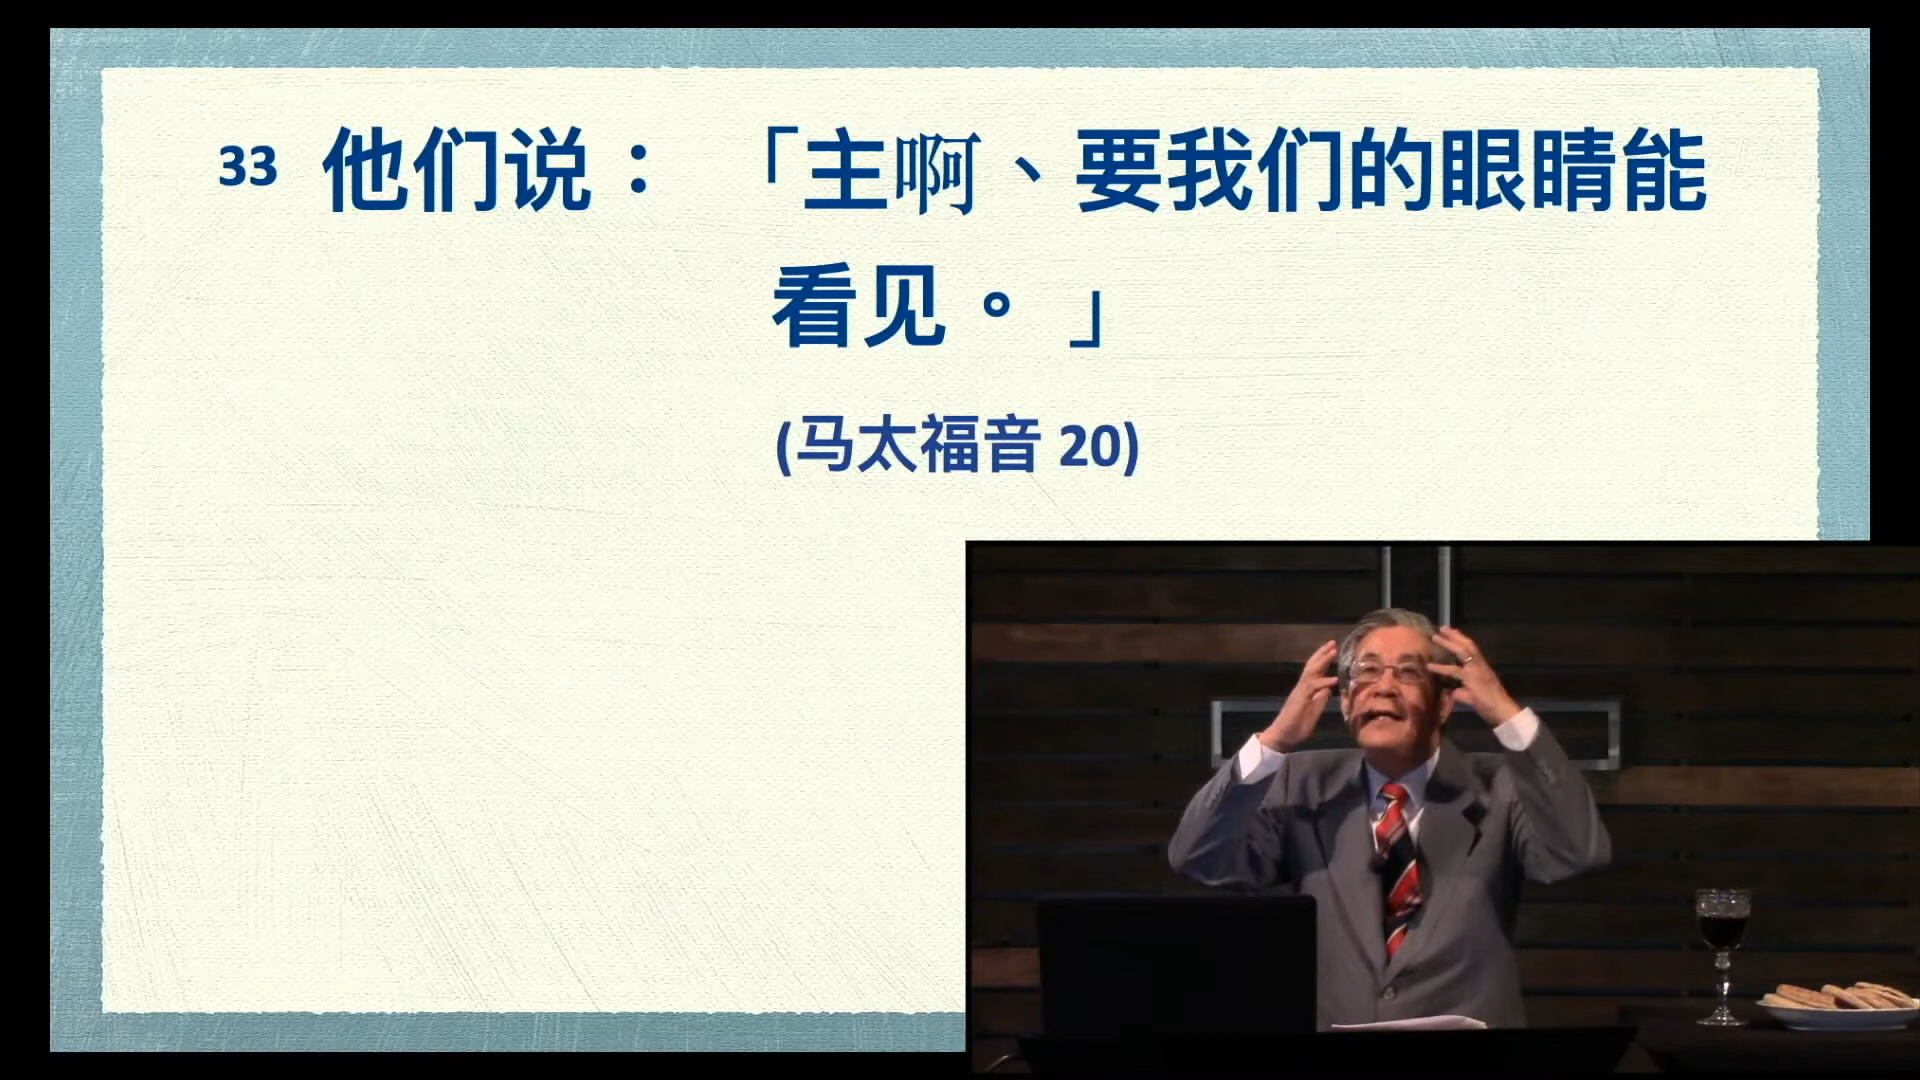 33 他们说： 「主啊、要我们的眼睛能
看见。」
(马太福音 20)